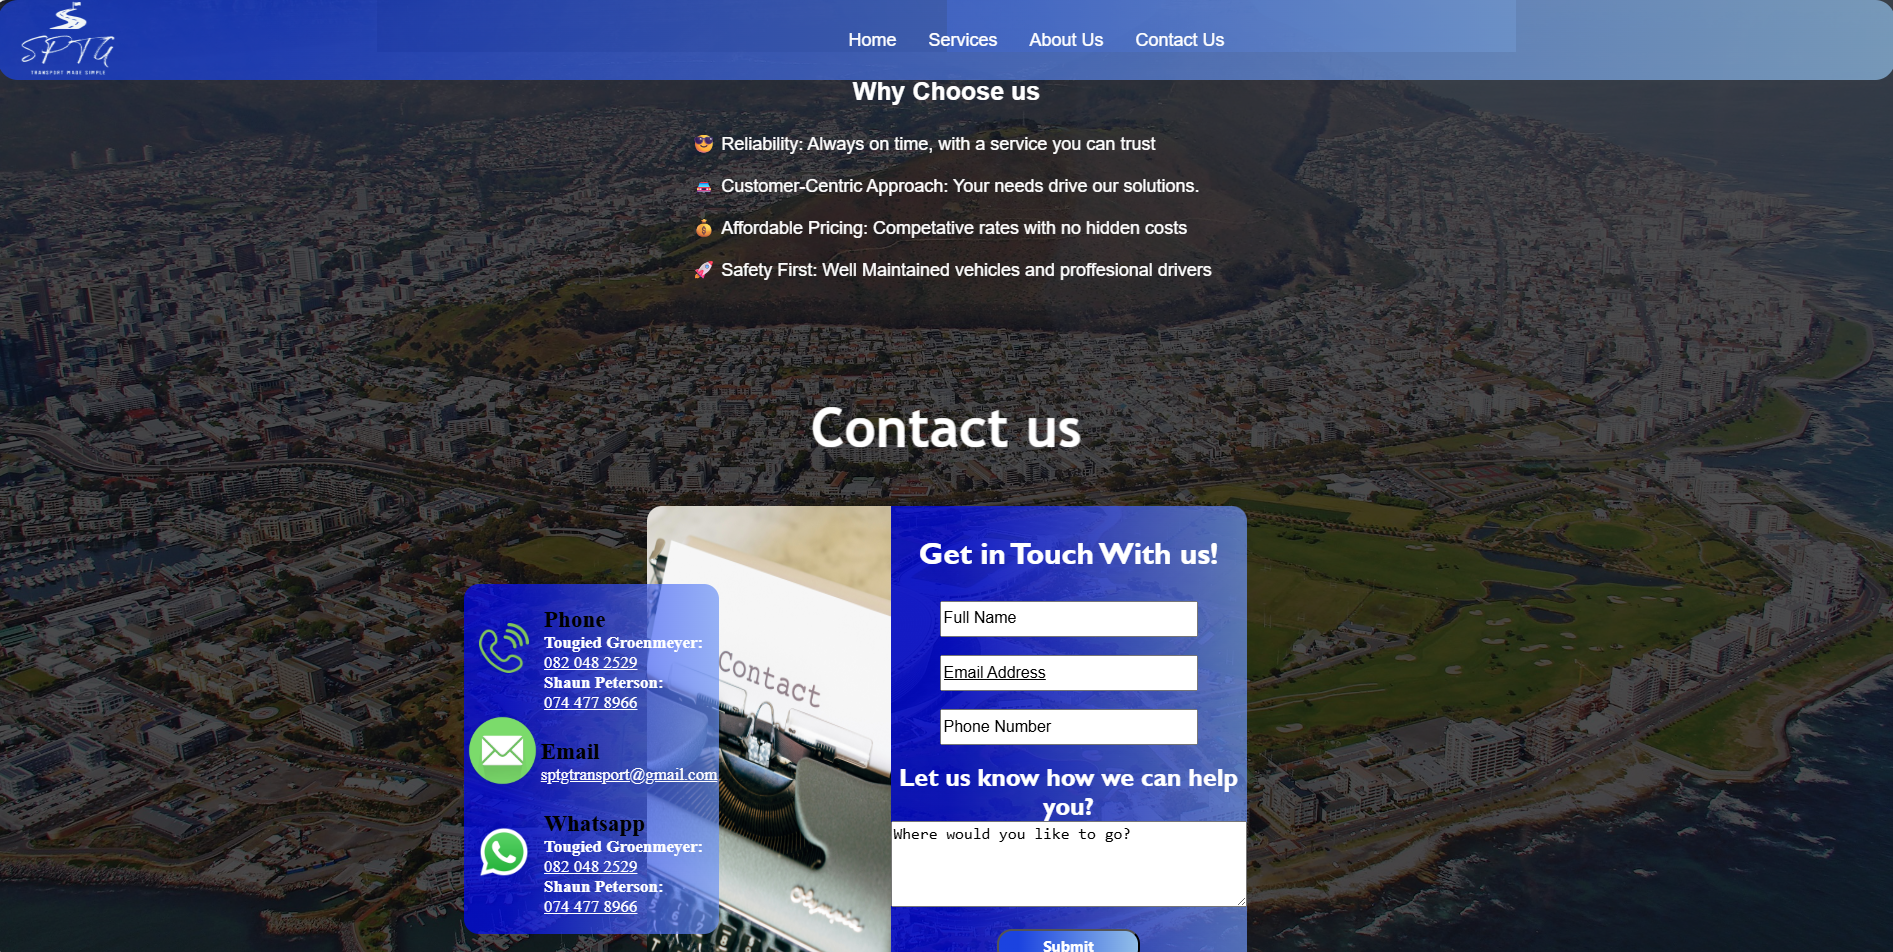 SPTG
TRANSPORT MADE SIMPLE
Home Services About Us Contact Us
Why Choose us
😎 Reliability: Always on time, with a service you can trust
🚘 Customer-Centric Approach: Your needs drive our solutions.
💰 Affordable Pricing: Competative rates with no hidden costs
🚀 Safety First: Well Maintained vehicles and proffesional drivers
Contact us
Phone
Tougied Groenmeyer:
082 048 2529
Shaun Peterson:
074 477 8966
Email
sptgtransport@gmail.com
Whatsapp
Tougied Groenmeyer:
082 048 2529
Shaun Peterson:
074 477 8966
Contact
Olympia
Get in Touch With us!
Full Name
Email Address
Phone Number
Let us know how we can help
you?
Where would you like to go?
Submit